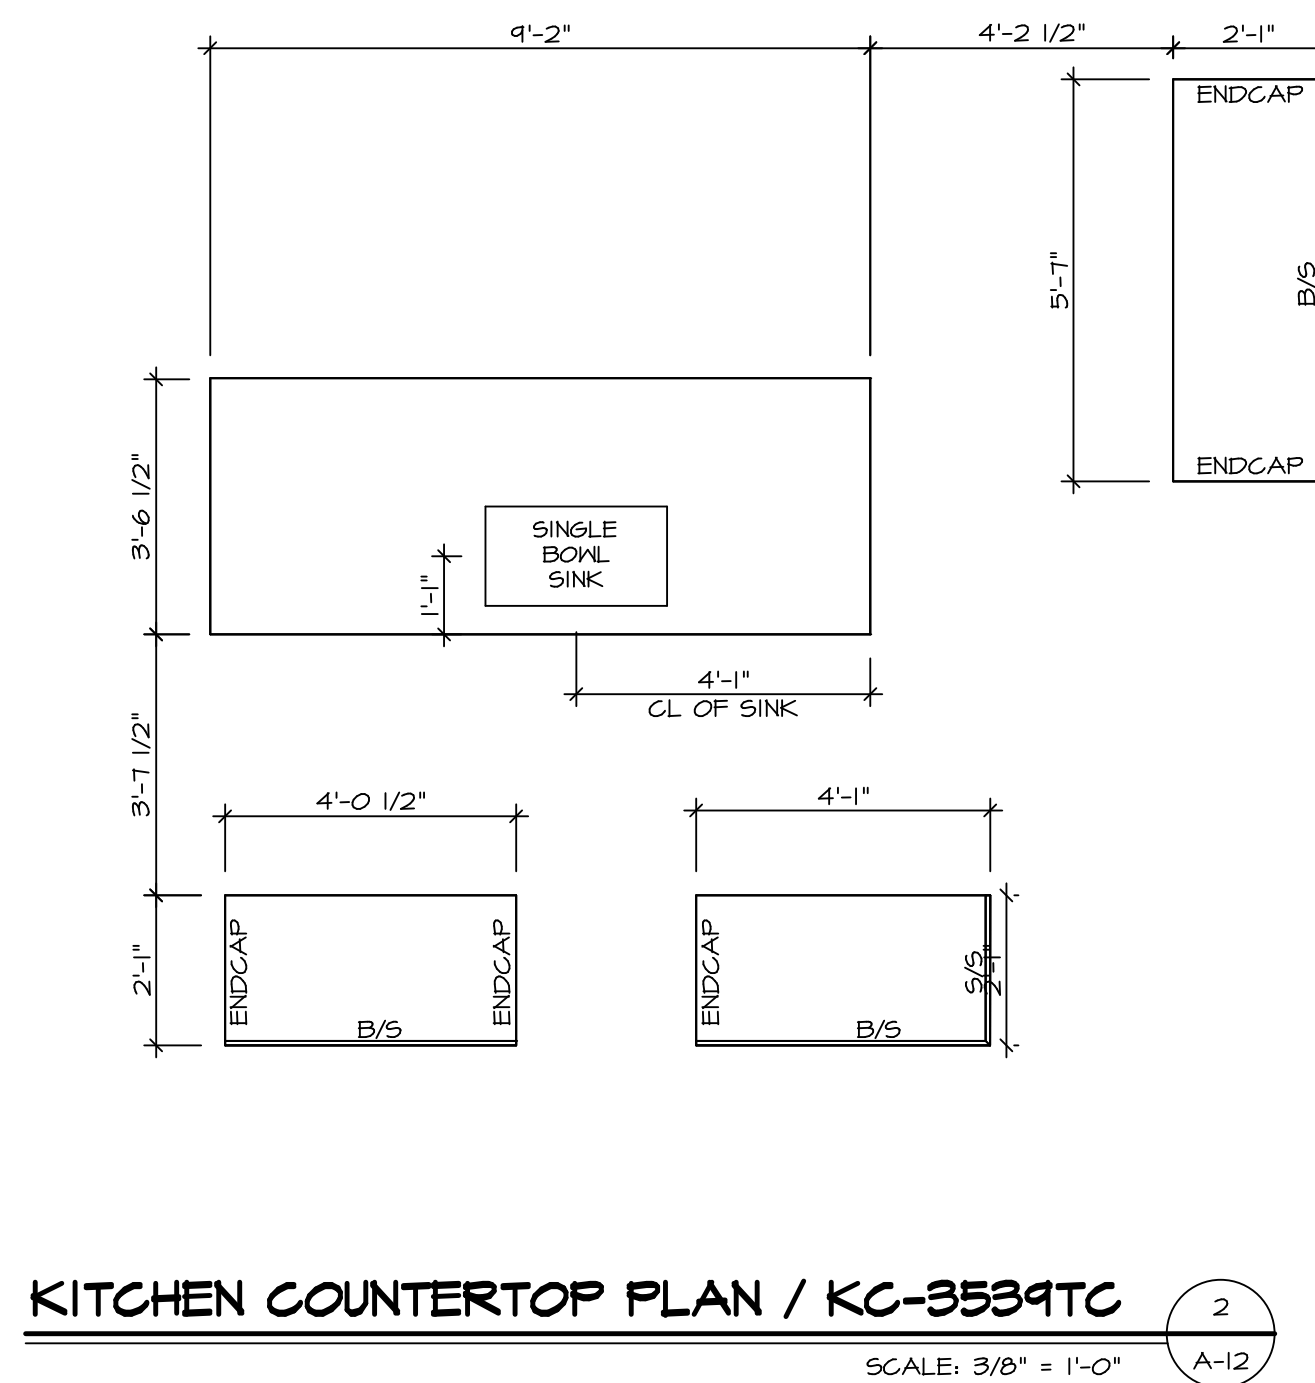 9'-2"
4'-2 1/2"
2'-1"
ENDCAP
5'-7"
B/S
ENDCAP
3'-6 1/2"
SINGLE
BOWL
SINK
1'-1"
4'-1"
CL OF SINK
3'-7 1/2"
4'-0 1/2"
4'-1"
2'-1"
ENDCAP
ENDCAP
B/S
ENDCAP
S/S
2'-1"
B/S
KITCHEN COUNTERTOP PLAN / KC-3539TC
2
SCALE: 3/8" = 1'-0"
A-12